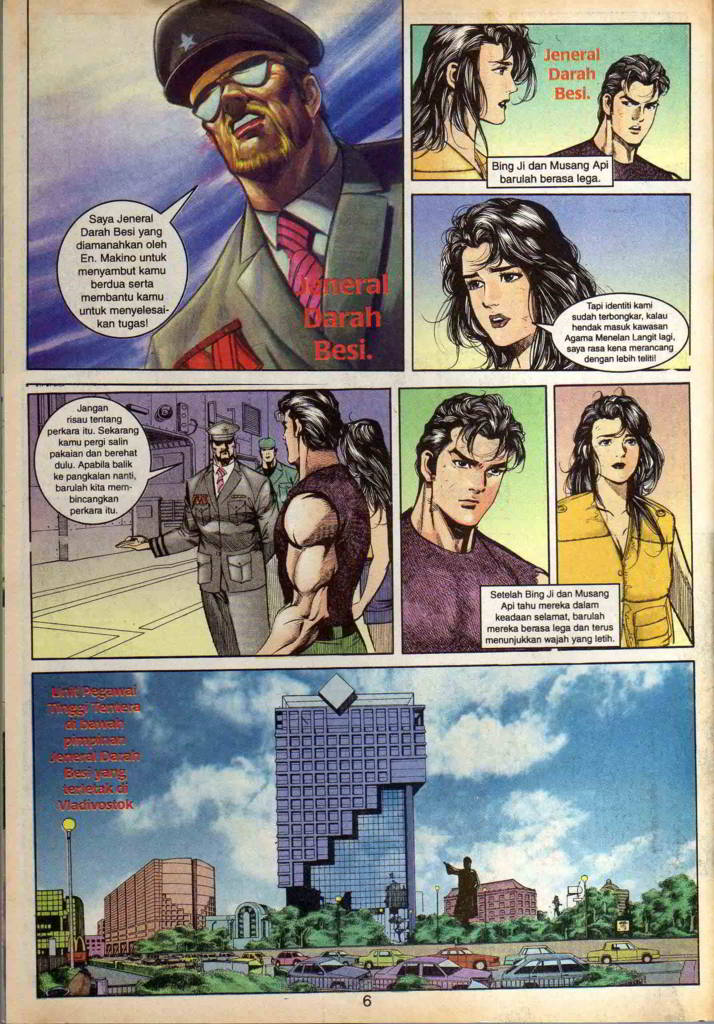 Saya Jeneral
Darah Besi yang
diamanahkan oleh
En. Makino untuk
menyambut kamu
berdua serta
membantu kamu
untuk menyelesai-
kan tugas!
Jeneral
Darah
Besi.
Jeneral
Darah
Besi.
Bing Ji dan Musang Api
barulah berasa lega.
Tapi identiti kami
sudah terbongkar, kalau
hendak masuk kawasan
Agama Menelan Langit lagi,
saya rasa kena merancang
dengan lebih teliti!
Jangan
risau tentang
perkara itu. Sekarang
kamu pergi salin
pakaian dan berehat
dulu. Apabila balik
ke pangkalan nanti,
barulah kita mem-
bincangkan
perkara itu.
Setelah Bing Ji dan Musang
Api tahu mereka dalam
keadaan selamat, barulah
mereka berasa lega dan terus
menunjukkan wajah yang letih.
Unit Pegawai
Tinggi Tentera
di bawah
pimpinan
Jeneral Darah
Besi yang
terletak di
Vladivostok
6